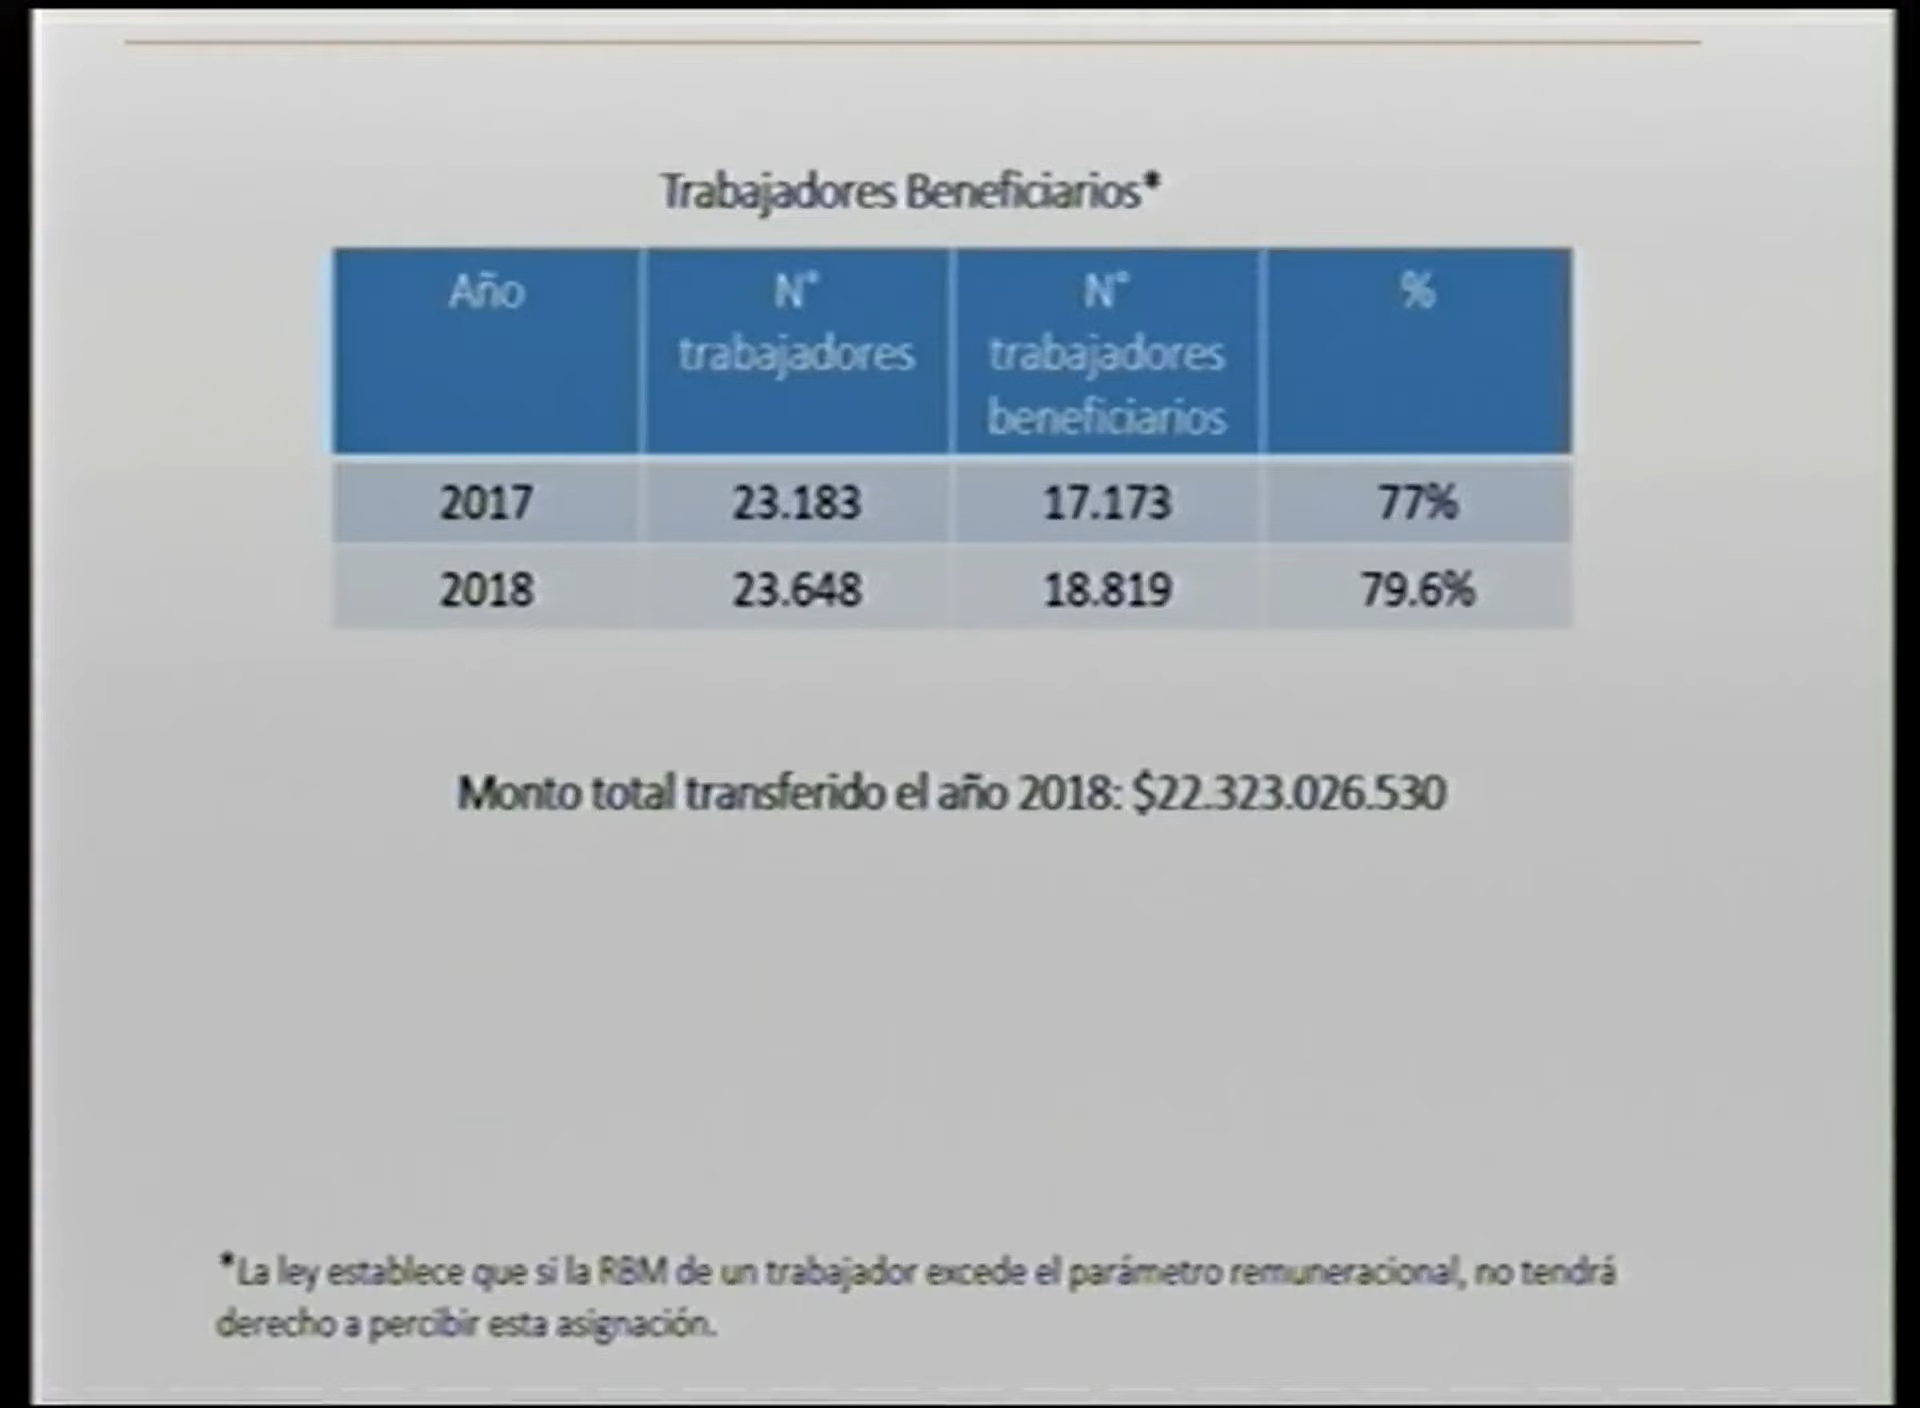 Trabajadores Beneficiarios*
Año
N°
trabajadores
N°
trabajadores
beneficiarios
%
2017 23.183 17.173 77%
2018 23.648 18.819 79.6%
Monto total transferido el año 2018: $22.323.026.530
*La ley establece que si la RBM de un trabajador excede el parámetro remuneracional, no tendrá
derecho a percibir esta asignación.